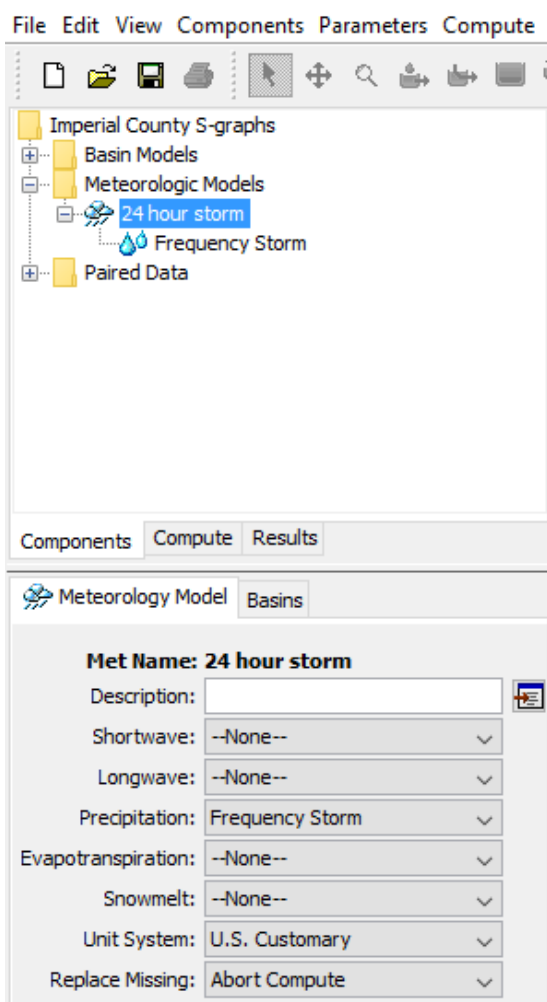 File Edit View Components Parameters Compute
Imperial County S-graphs
Basin Models
Meteorologic Models
24 hour storm
Frequency Storm
Paired Data
Components Compute Results
Meteorology Model Basins
Met Name: 24 hour storm
Description:
Shortwave: --None--
Longwave: --None--
Precipitation: Frequency Storm
Evapotranspiration: --None--
Snowmelt: --None--
Unit System: U.S. Customary
Replace Missing: Abort Compute